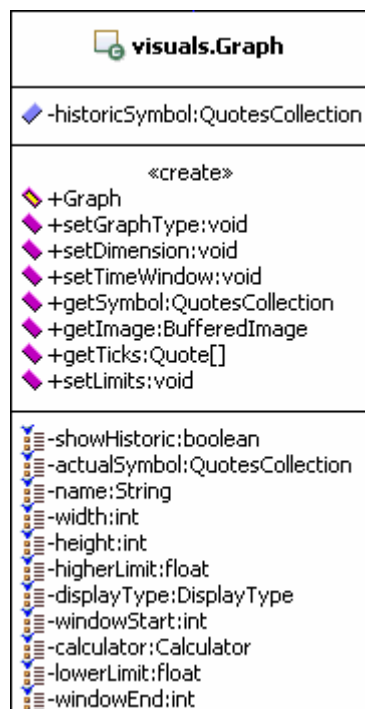 visuals.Graph
-historicSymbol:QuotesCollection
«create»
+Graph
+setGraphType:void
+setDimension:void
+setTimeWindow:void
+getSymbol:QuotesCollection
+getImage:BufferedImage
+getTicks:Quote[]
+setLimits:void
-showHistoric:boolean
-actualSymbol:QuotesCollection
-name:String
-width:int
-height:int
-higherLimit:float
-displayType:DisplayType
-windowStart:int
-calculator:Calculator
-lowerLimit:float
-windowEnd:int